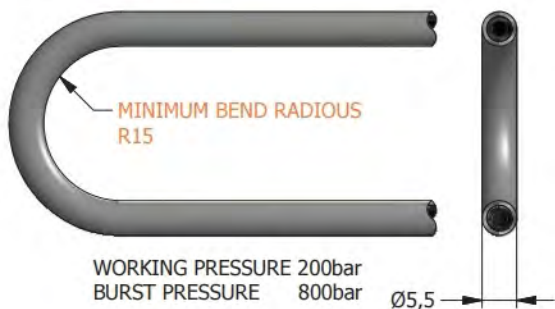 MINIMUM BEND RADIOUS
R15
WORKING PRESSURE 200bar
BURST PRESSURE 800bar
Ø5,5